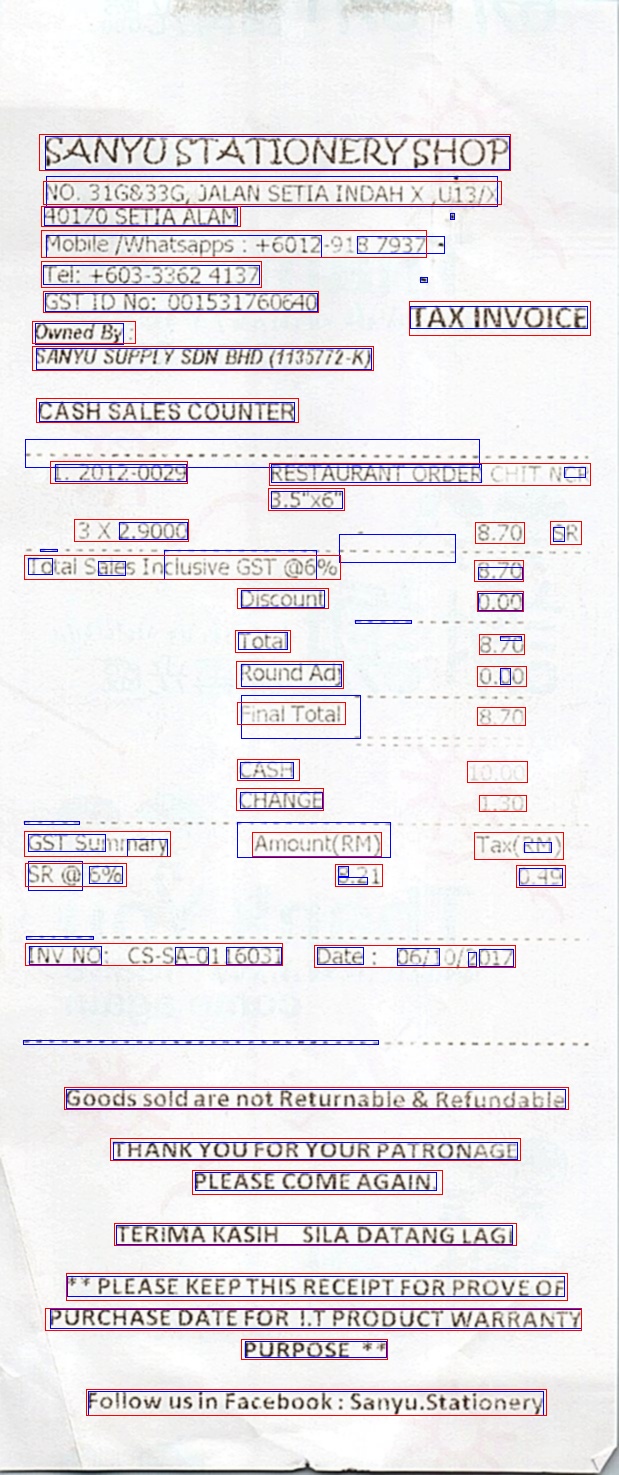 SANYU STATIONERY SHOP
NO. 31G&33G, JALAN SETIA INDAH X ,U13/X
40170 SETIA ALAM
Mobile /Whatsapps : +6012-918 7937
Tel: +603-3362 4137
GST ID No: 001531760640
TAX INVOICE
Owned By :
SANYU SUPPLY SDN BHD (1135772-K)
CASH SALES COUNTER
1. 2012-0029 RESTAURANT ORDER CHIT NCR
3.5"x6"
3 X 2.9000 8.70 SR
Total Sales Inclusive GST @6% 8.70
Discount 0.00
Total 8.70
Round Adj 0.00
Final Total 8.70
CASH 10.00
CHANGE 1.30
GST Summary Amount(RM) Tax(RM)
SR @ 6% 8.21 0.49
INV NO: CS-SA-0116031 Date : 06/10/2017
Goods sold are not Returnable & Refundable
THANK YOU FOR YOUR PATRONAGE
PLEASE COME AGAIN.
TERIMA KASIH SILA DATANG LAGI
** PLEASE KEEP THIS RECEIPT FOR PROVE OF
PURCHASE DATE FOR I.T PRODUCT WARRANTY
PURPOSE **
Follow us in Facebook : Sanyu.Stationery